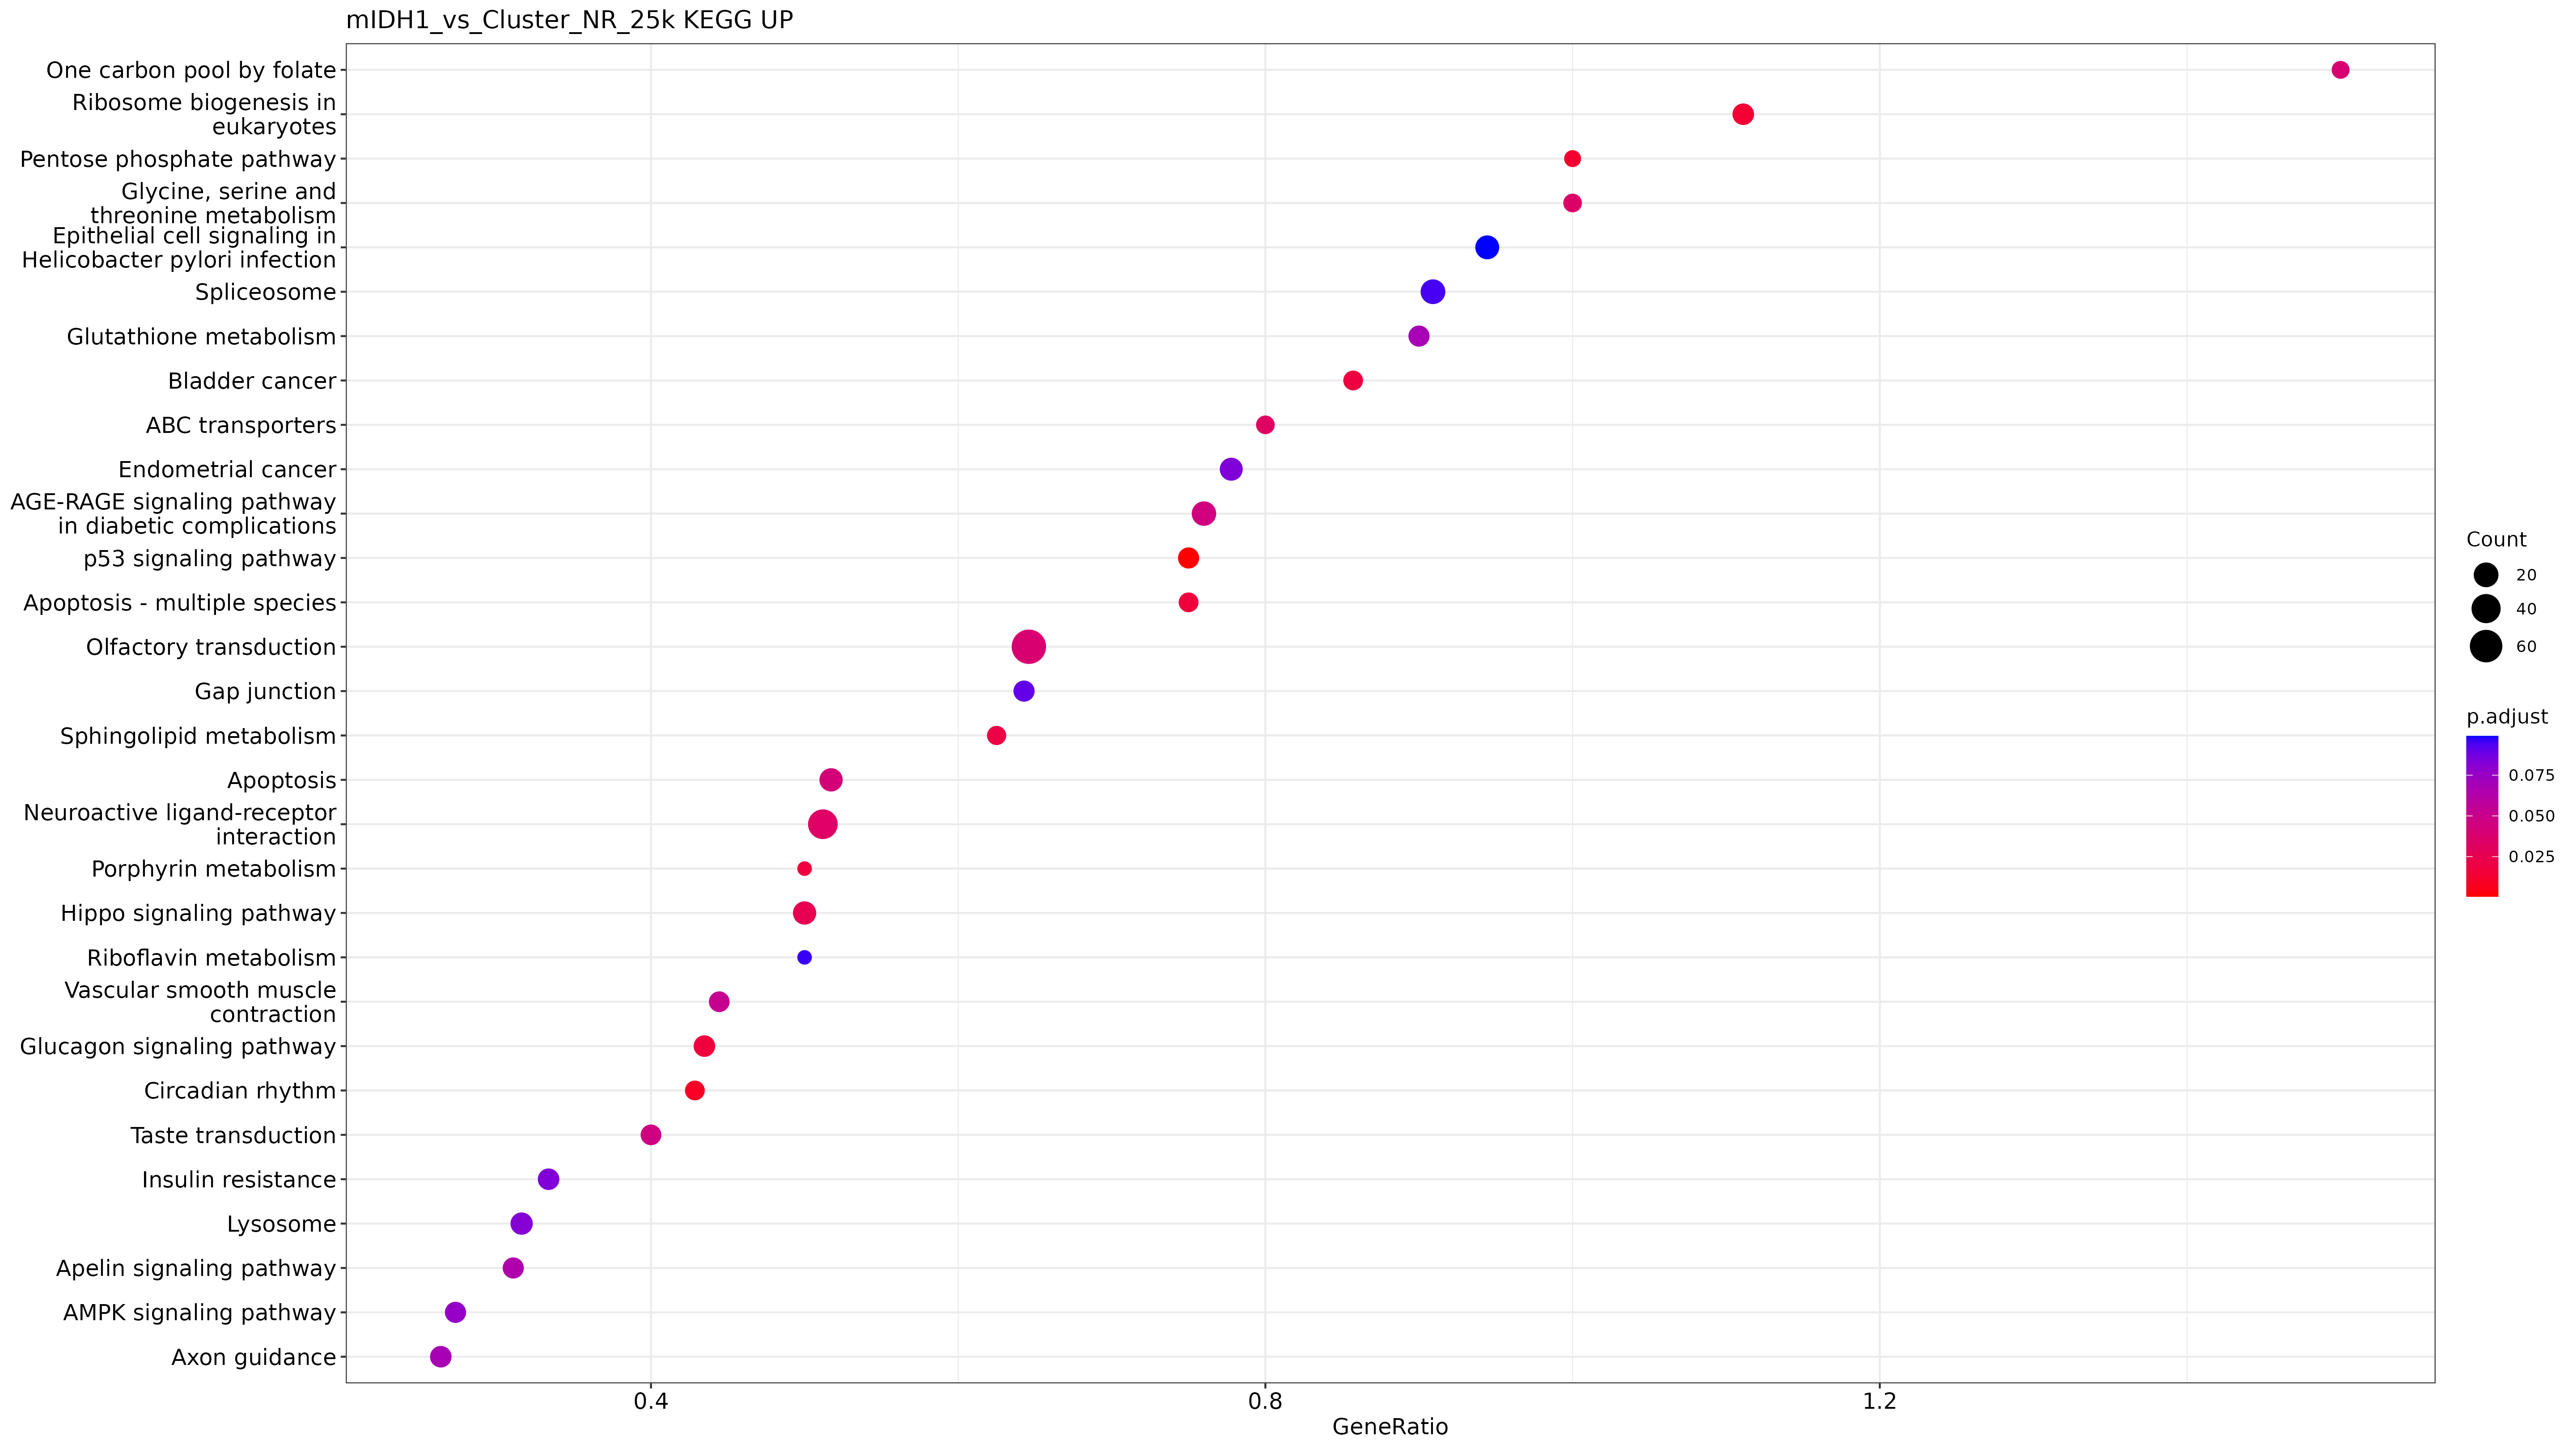 mIDH1_vs_Cluster_NR_25k KEGG UP
One carbon pool by folate
Ribosome biogenesis in
eukaryotes
Pentose phosphate pathway
Glycine, serine and
threonine metabolism
Epithelial cell signaling in
Helicobacter pylori infection
Spliceosome
Glutathione metabolism
Bladder cancer
ABC transporters
Endometrial cancer
AGE-RAGE signaling pathway
in diabetic complications
p53 signaling pathway
Apoptosis - multiple species
Olfactory transduction
Gap junction
Sphingolipid metabolism
Apoptosis
Neuroactive ligand-receptor
interaction
Porphyrin metabolism
Hippo signaling pathway
Riboflavin metabolism
Vascular smooth muscle
contraction
Glucagon signaling pathway
Circadian rhythm
Taste transduction
Insulin resistance
Lysosome
Apelin signaling pathway
AMPK signaling pathway
Axon guidance
0.4
0.8
1.2
GeneRatio
Count
20
40
60
p.adjust
0.075
0.050
0.025